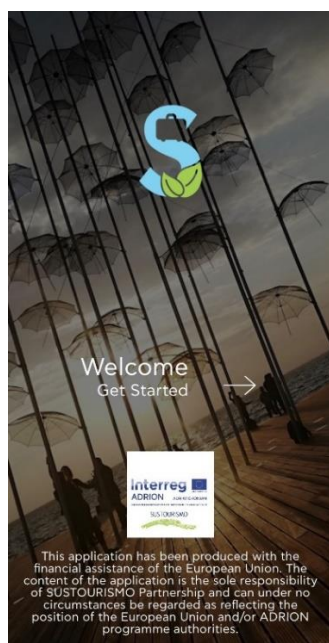 S
Welcome
Get Started
Interreg
ADRION
SUSTOURISMO
This application has been produced with the
financial assistance of the European Union. The
content of the application is the sole responsibility
of SUSTOURISMO Partnership and can under no
circumstances be regarded as reflecting the
position of the European Union and/or ADRION
programme authorities.